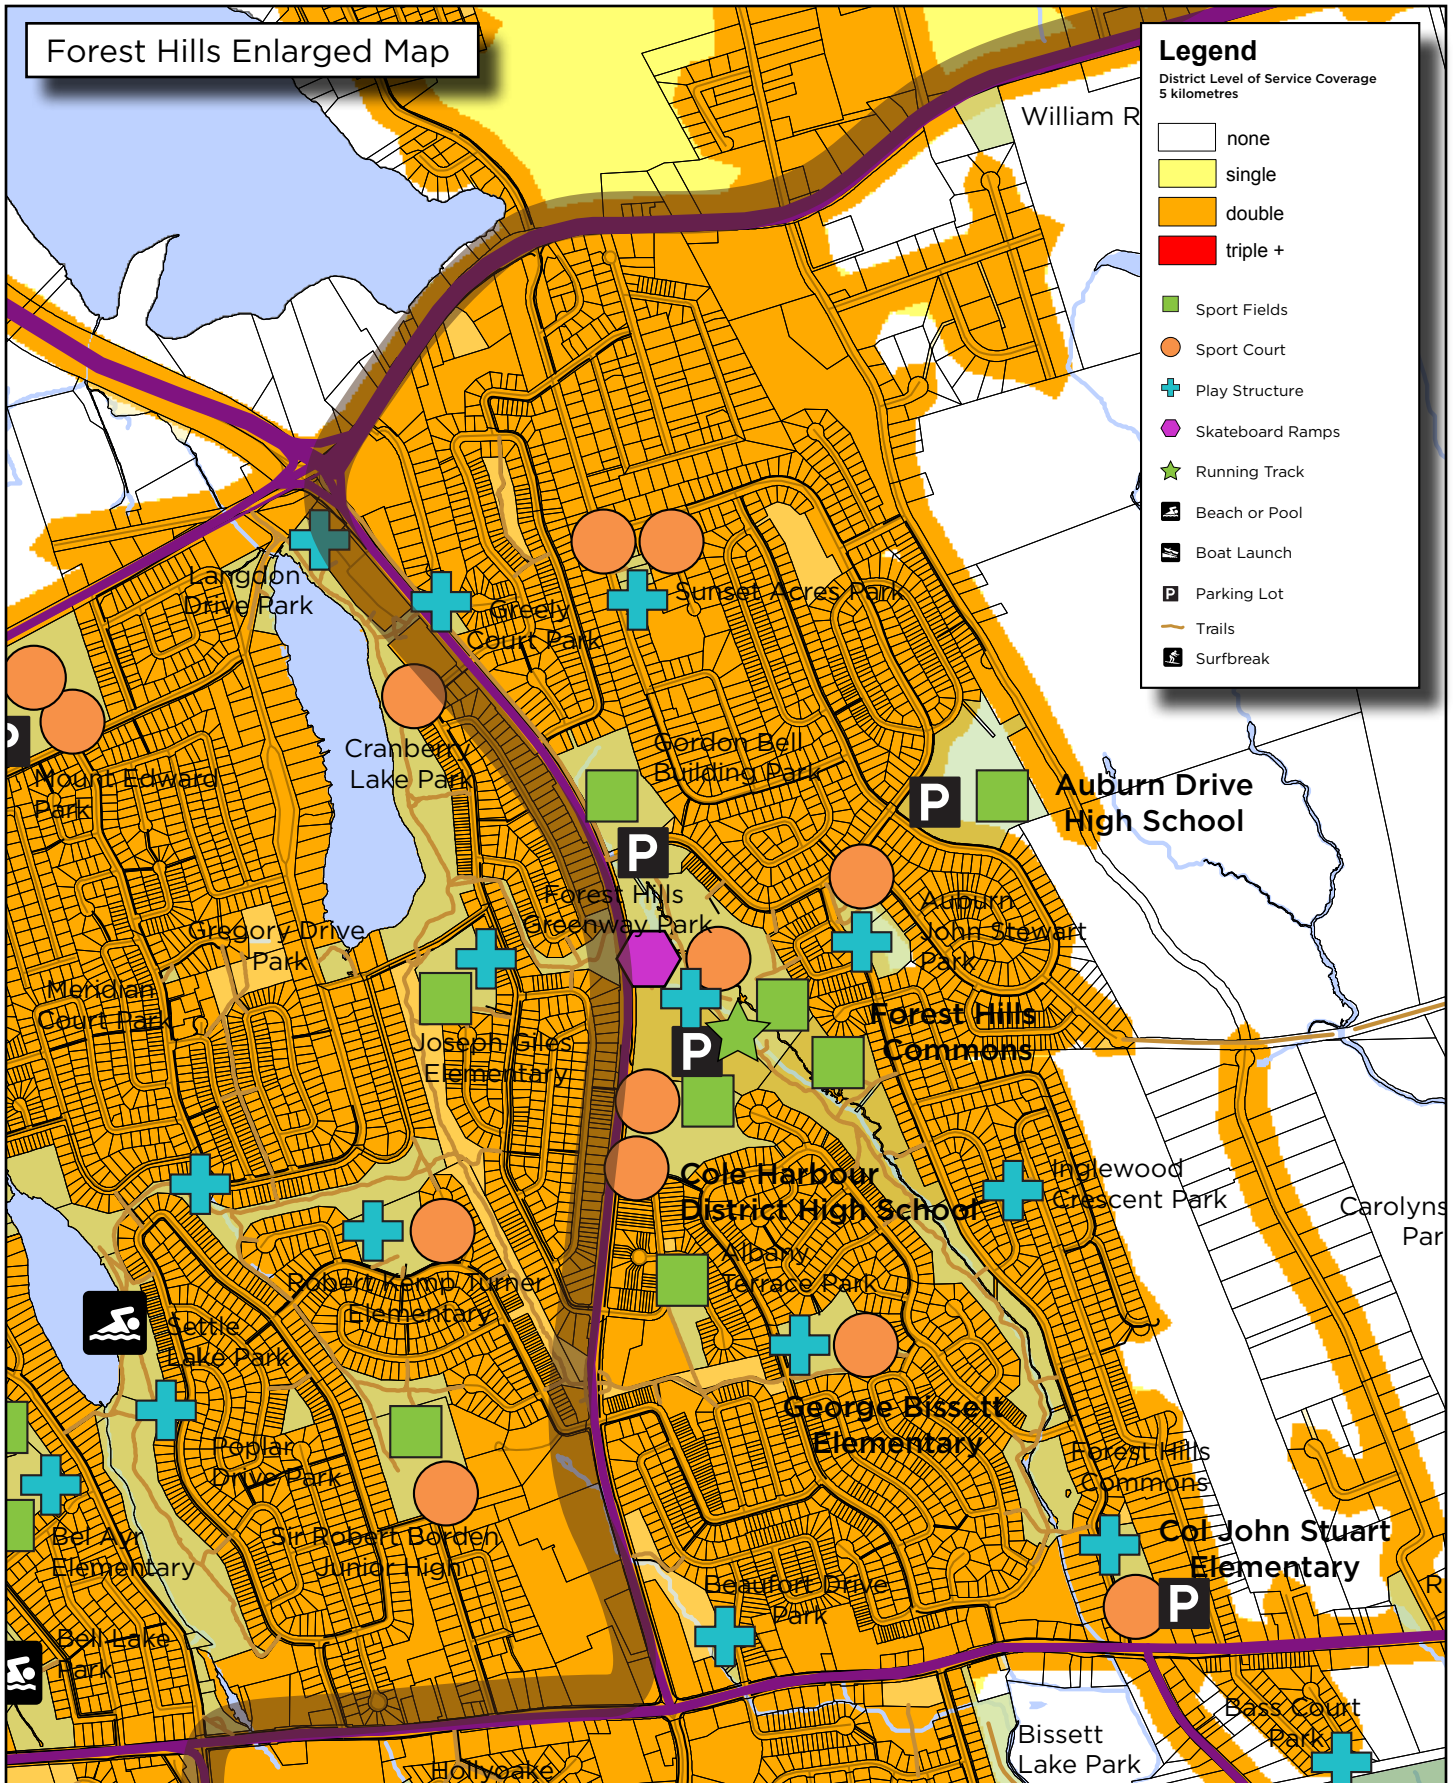 Forest Hills Enlarged Map
Legend
District Level of Service Coverage
5 kilometres
none
single
double
triple +
Sport Fields
Sport Court
Play Structure
Skateboard Ramps
Running Track
Beach or Pool
Boat Launch
P
Parking Lot
Trails
Surfbreak
William R
Langdon
Drive Park
Greely
Court Park
Sunset Acres Park
Cranberry
Lake Park
Gordon Bell
Building Park
P
Mount Edward
Park
P
Auburn Drive
High School
P
Forest Hills
Greenway Park
Auburn
John Stewart
Park
Gregory Drive
Park
Meridian
Court Park
Joseph Giles
Elementary
P
Forest Hills
Commons
Cole Harbour
District High School
Inglewood
Crescent Park
Carolyns
Par
Robert Kemp Turner
Elementary
Albany
Terrace Park
Settle
Lake Park
George Bissett
Elementary
Poplar
Drive Park
Forest Hills
Commons
Bel Ayr
Elementary
Sir Robert Borden
Junior High
Col John Stuart
Elementary
P
R
Beaufort Drive
Park
Bell Lake
Park
Bissett
Lake Park
Bass Court
Park
Hollyoake